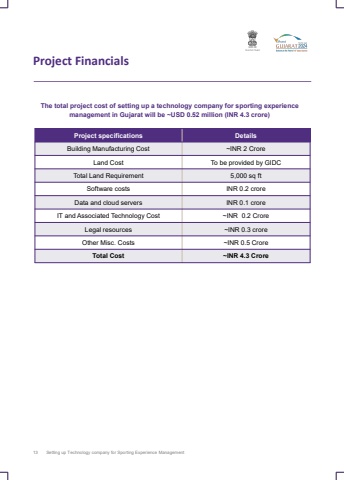 GUJARAT
2024
Project Financials
The total project cost of setting up a technology company for sporting experience
management in Gujarat will be ~USD 0.52 million (INR 4.3 crore)
Project specifications Details
Building Manufacturing Cost ~INR 2 Crore
Land Cost To be provided by GIDC
Total Land Requirement 5,000 sq ft
Software costs INR 0.2 crore
Data and cloud servers INR 0.1 crore
IT and Associated Technology Cost ~INR 0.2 Crore
Legal resources ~INR 0.3 crore
Other Misc. Costs ~INR 0.5 Crore
Total Cost ~INR 4.3 Crore
Setting up Technology company for Sporting Experience Management